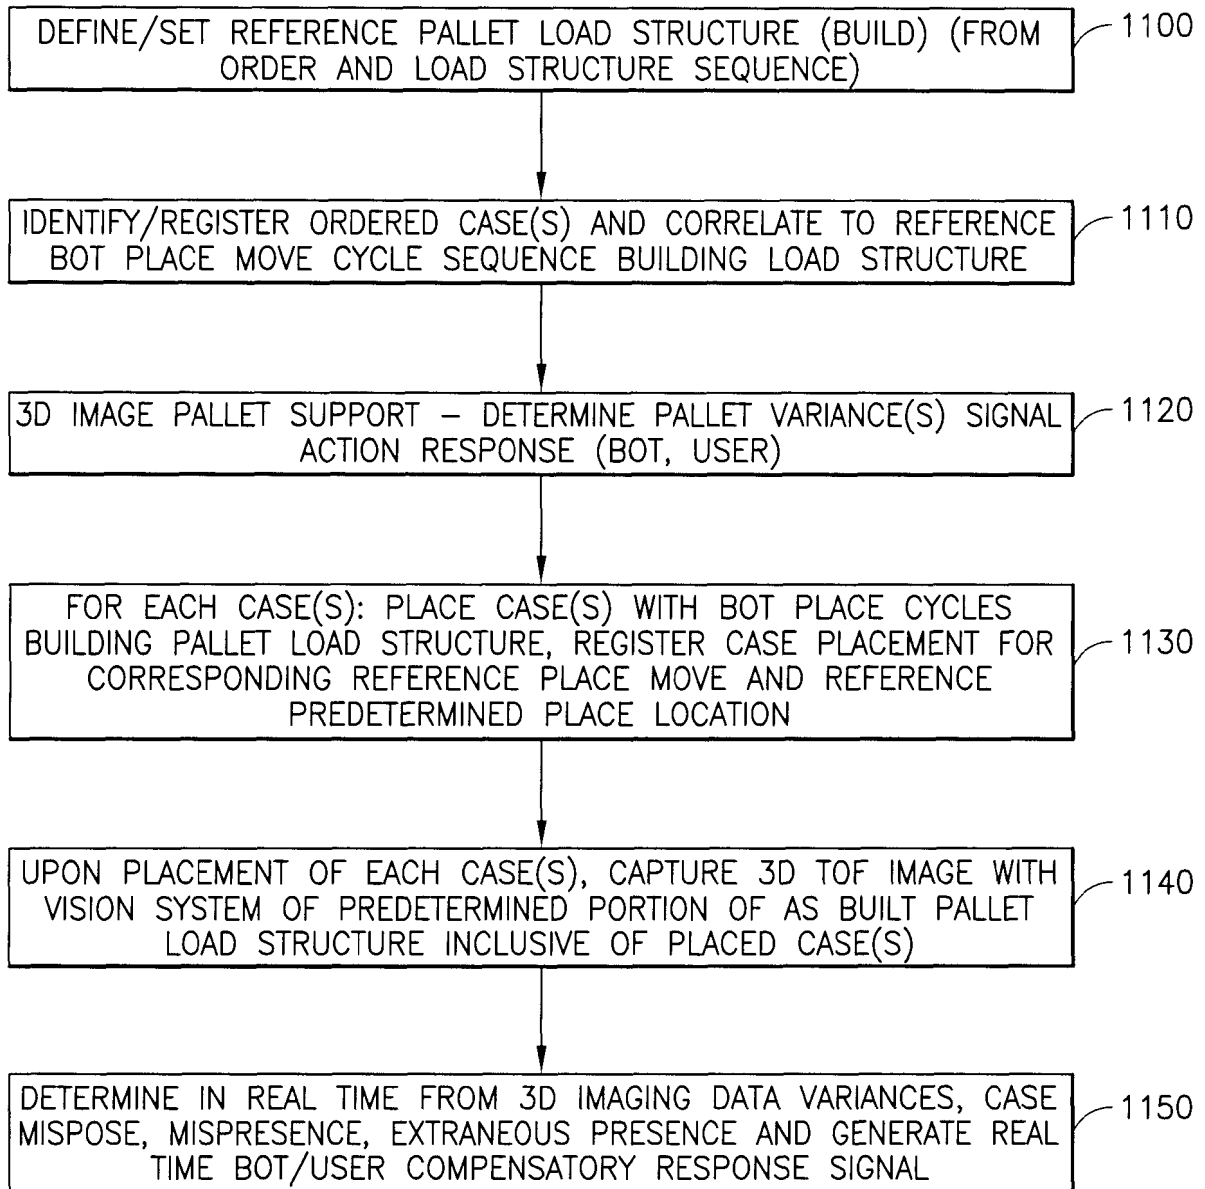 DEFINE/SET REFERENCE PALLET LOAD STRUCTURE (BUILD) (FROM
ORDER AND LOAD STRUCTURE SEQUENCE)
1100
IDENTIFY/REGISTER ORDERED CASE(S) AND CORRELATE TO REFERENCE
BOT PLACE MOVE CYCLE SEQUENCE BUILDING LOAD STRUCTURE
1110
3D IMAGE PALLET SUPPORT – DETERMINE PALLET VARIANCE(S) SIGNAL
ACTION RESPONSE (BOT, USER)
1120
FOR EACH CASE(S): PLACE CASE(S) WITH BOT PLACE CYCLES
BUILDING PALLET LOAD STRUCTURE, REGISTER CASE PLACEMENT FOR
CORRESPONDING REFERENCE PLACE MOVE AND REFERENCE
PREDETERMINED PLACE LOCATION
1130
UPON PLACEMENT OF EACH CASE(S), CAPTURE 3D TOF IMAGE WITH
VISION SYSTEM OF PREDETERMINED PORTION OF AS BUILT PALLET
LOAD STRUCTURE INCLUSIVE OF PLACED CASE(S)
1140
DETERMINE IN REAL TIME FROM 3D IMAGING DATA VARIANCES, CASE
MISPOSE, MISPRESENCE, EXTRANEOUS PRESENCE AND GENERATE REAL
TIME BOT/USER COMPENSATORY RESPONSE SIGNAL
1150